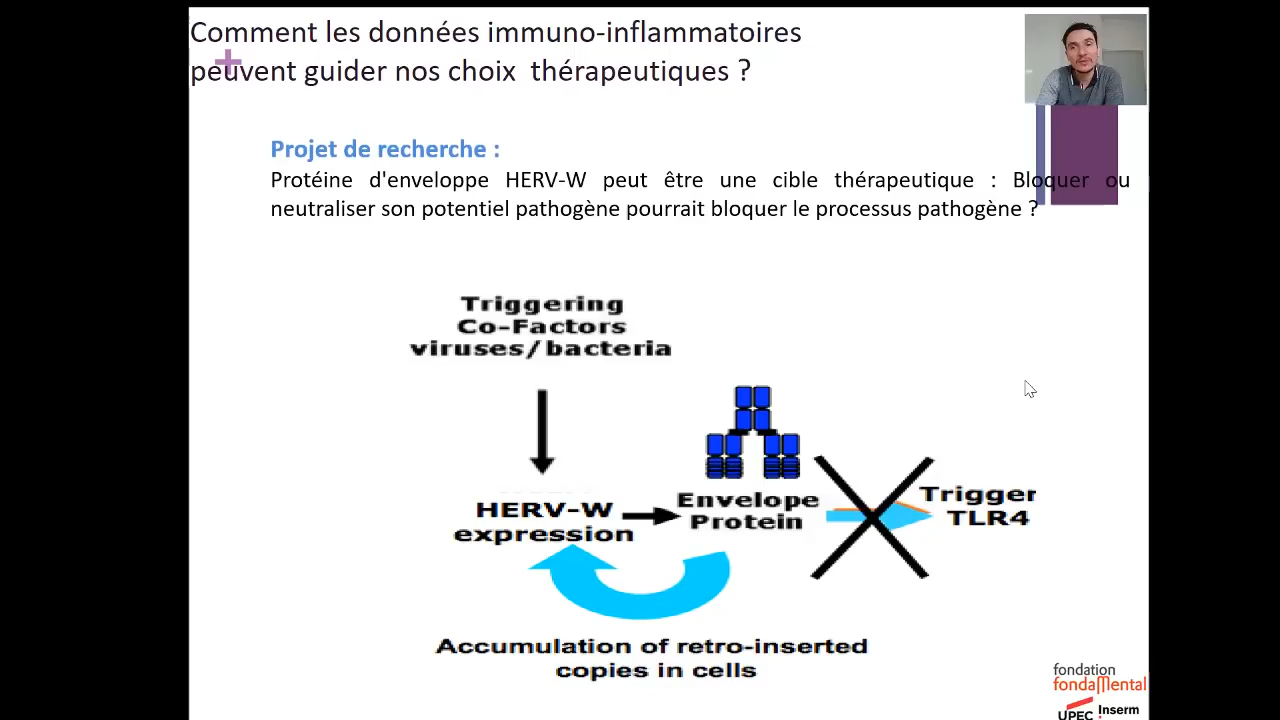 Comment les données immuno-inflammatoires
peuvent guider nos choix thérapeutiques ?
Projet de recherche :
Protéine d'enveloppe HERV-W peut être une cible thérapeutique : Bloquer ou
neutraliser son potentiel pathogène pourrait bloquer le processus pathogène ?
Triggering
Co-Factors
viruses/bacteria
HERV-W
expression
Envelope
Protein
Trigger
TLR4
Accumulation of retro-inserted
copies in cells
fondation
fondaMental
UPEC Inserm